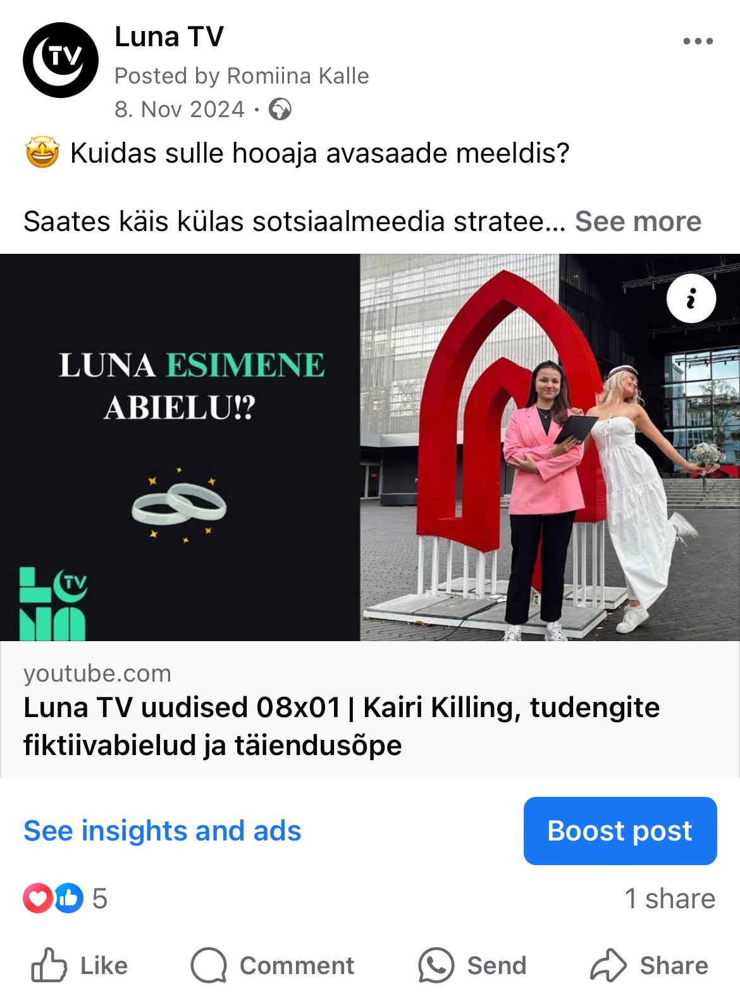 TV
Luna TV
Posted by Romiina Kalle
8. Nov 2024 ·
🤩 Kuidas sulle hooaja avasaade meeldis?
Saates käis külas sotsiaalmeedia stratee... See more
LUNA ESIMENE
ABIELU!?
i
LUNA
TV
youtube.com
Luna TV uudised 08x01 | Kairi Killing, tudengite
fiktiivabielud ja täiendusõpe
See insights and ads
Boost post
5
1 share
Like
Comment
Send
Share